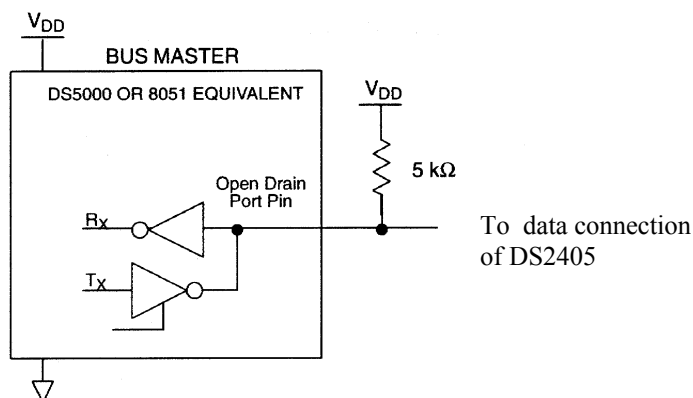 VDD
BUS MASTER
DS5000 OR 8051 EQUIVALENT
VDD
5 kΩ
Open Drain
Port Pin
RX
TX
To data connection
of DS2405